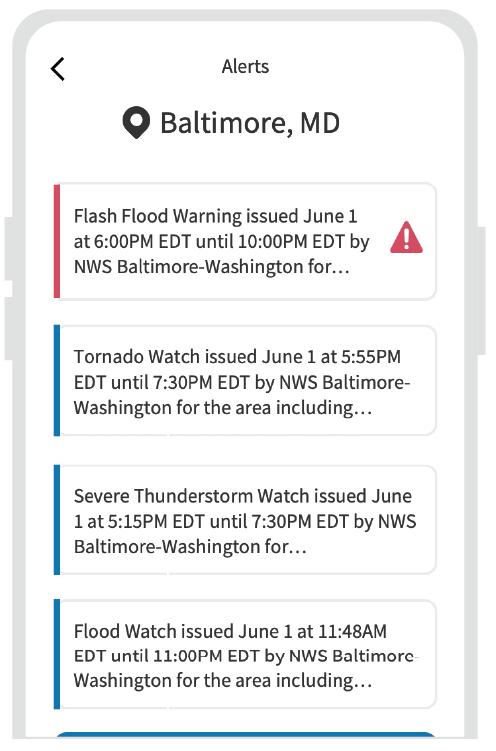 Alerts
Baltimore, MD
Flash Flood Warning issued June 1
at 6:00PM EDT until 10:00PM EDT by
NWS Baltimore-Washington for...
Tornado Watch issued June 1 at 5:55PM
EDT until 7:30PM EDT by NWS Baltimore-
Washington for the area including...
Severe Thunderstorm Watch issued June
1 at 5:15PM EDT until 7:30PM EDT by NWS
Baltimore-Washington for...
Flood Watch issued June 1 at 11:48AM
EDT until 11:00PM EDT by NWS Baltimore-
Washington for the area including...